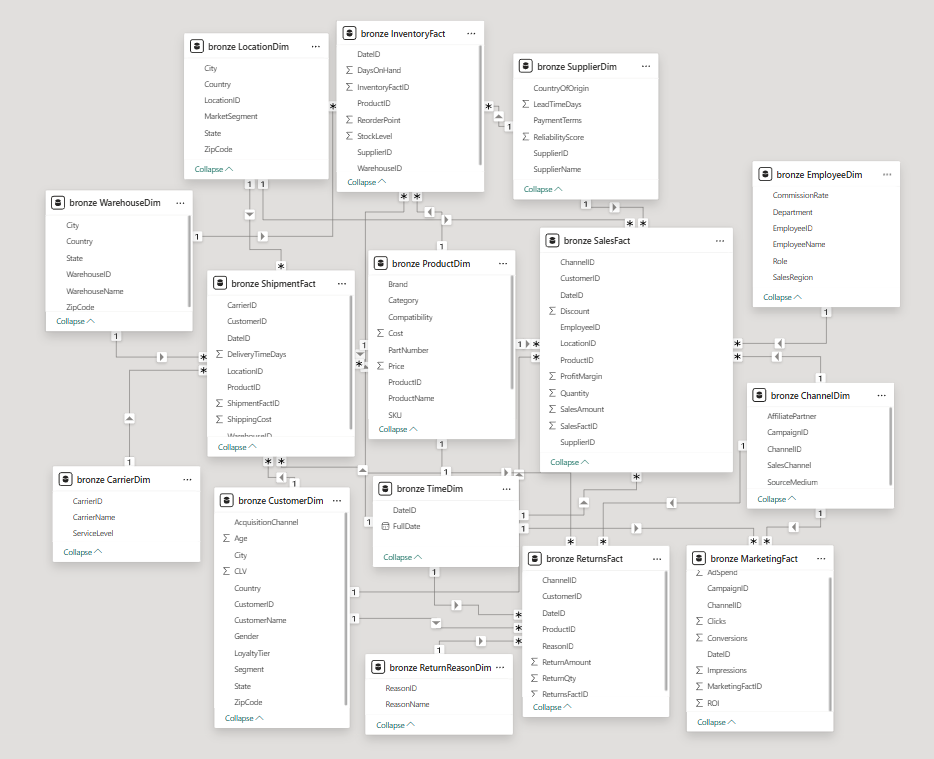 bronze LocationDim
City
Country
LocationID
MarketSegment
State
ZipCode
Collapse
bronze InventoryFact
DateID
DaysOnHand
InventoryFactID
ProductID
ReorderPoint
StockLevel
SupplierID
WarehouseID
Collapse
bronze SupplierDim
CountryOfOrigin
LeadTimeDays
PaymentTerms
ReliabilityScore
SupplierID
SupplierName
Collapse
bronze EmployeeDim
CommissionRate
Department
EmployeeID
EmployeeName
Role
SalesRegion
Collapse
bronze WarehouseDim
City
Country
State
WarehouseID
WarehouseName
ZipCode
Collapse
bronze ShipmentFact
CarrierID
CustomerID
DateID
DeliveryTimeDays
LocationID
ProductID
ShipmentFactID
ShippingCost
WarehouseID
Collapse
bronze ProductDim
Brand
Category
Compatibility
Cost
PartNumber
Price
ProductID
ProductName
SKU
Collapse
bronze SalesFact
ChannelID
CustomerID
DateID
Discount
EmployeeID
LocationID
ProductID
ProfitMargin
Quantity
SalesAmount
SalesFactID
SupplierID
Collapse
bronze ChannelDim
AffiliatePartner
CampaignID
ChannelID
SalesChannel
SourceMedium
Collapse
bronze CarrierDim
CarrierID
CarrierName
ServiceLevel
Collapse
bronze CustomerDim
AcquisitionChannel
Age
City
CLV
Country
CustomerID
CustomerName
Gender
LoyaltyTier
Segment
State
ZipCode
Collapse
bronze TimeDim
DateID
FullDate
Collapse
bronze ReturnsFact
ChannelID
CustomerID
DateID
ProductID
ReasonID
ReturnAmount
ReturnQty
ReturnsFactID
Collapse
bronze MarketingFact
AdSpend
CampaignID
ChannelID
Clicks
Conversions
DateID
Impressions
MarketingFactID
ROI
Collapse
bronze ReturnReasonDim
ReasonID
ReasonName
Collapse